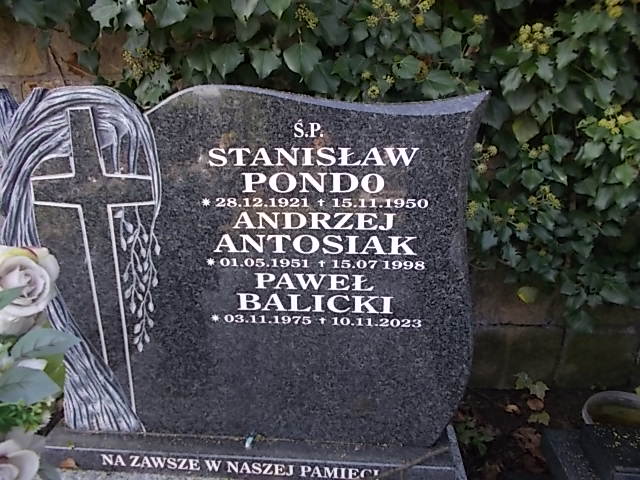 Ś.P.
STANISŁAW
PONDO
* 28.12.1921 ✝ 15.11.1950
ANDRZEJ
ANTOSIAK
* 01.05.1951 ✝ 15.07.1998
PAWEŁ
BALICKI
* 03.11.1975 ✝ 10.11.2023
NA ZAWSZE W NASZEJ PAMIĘCI